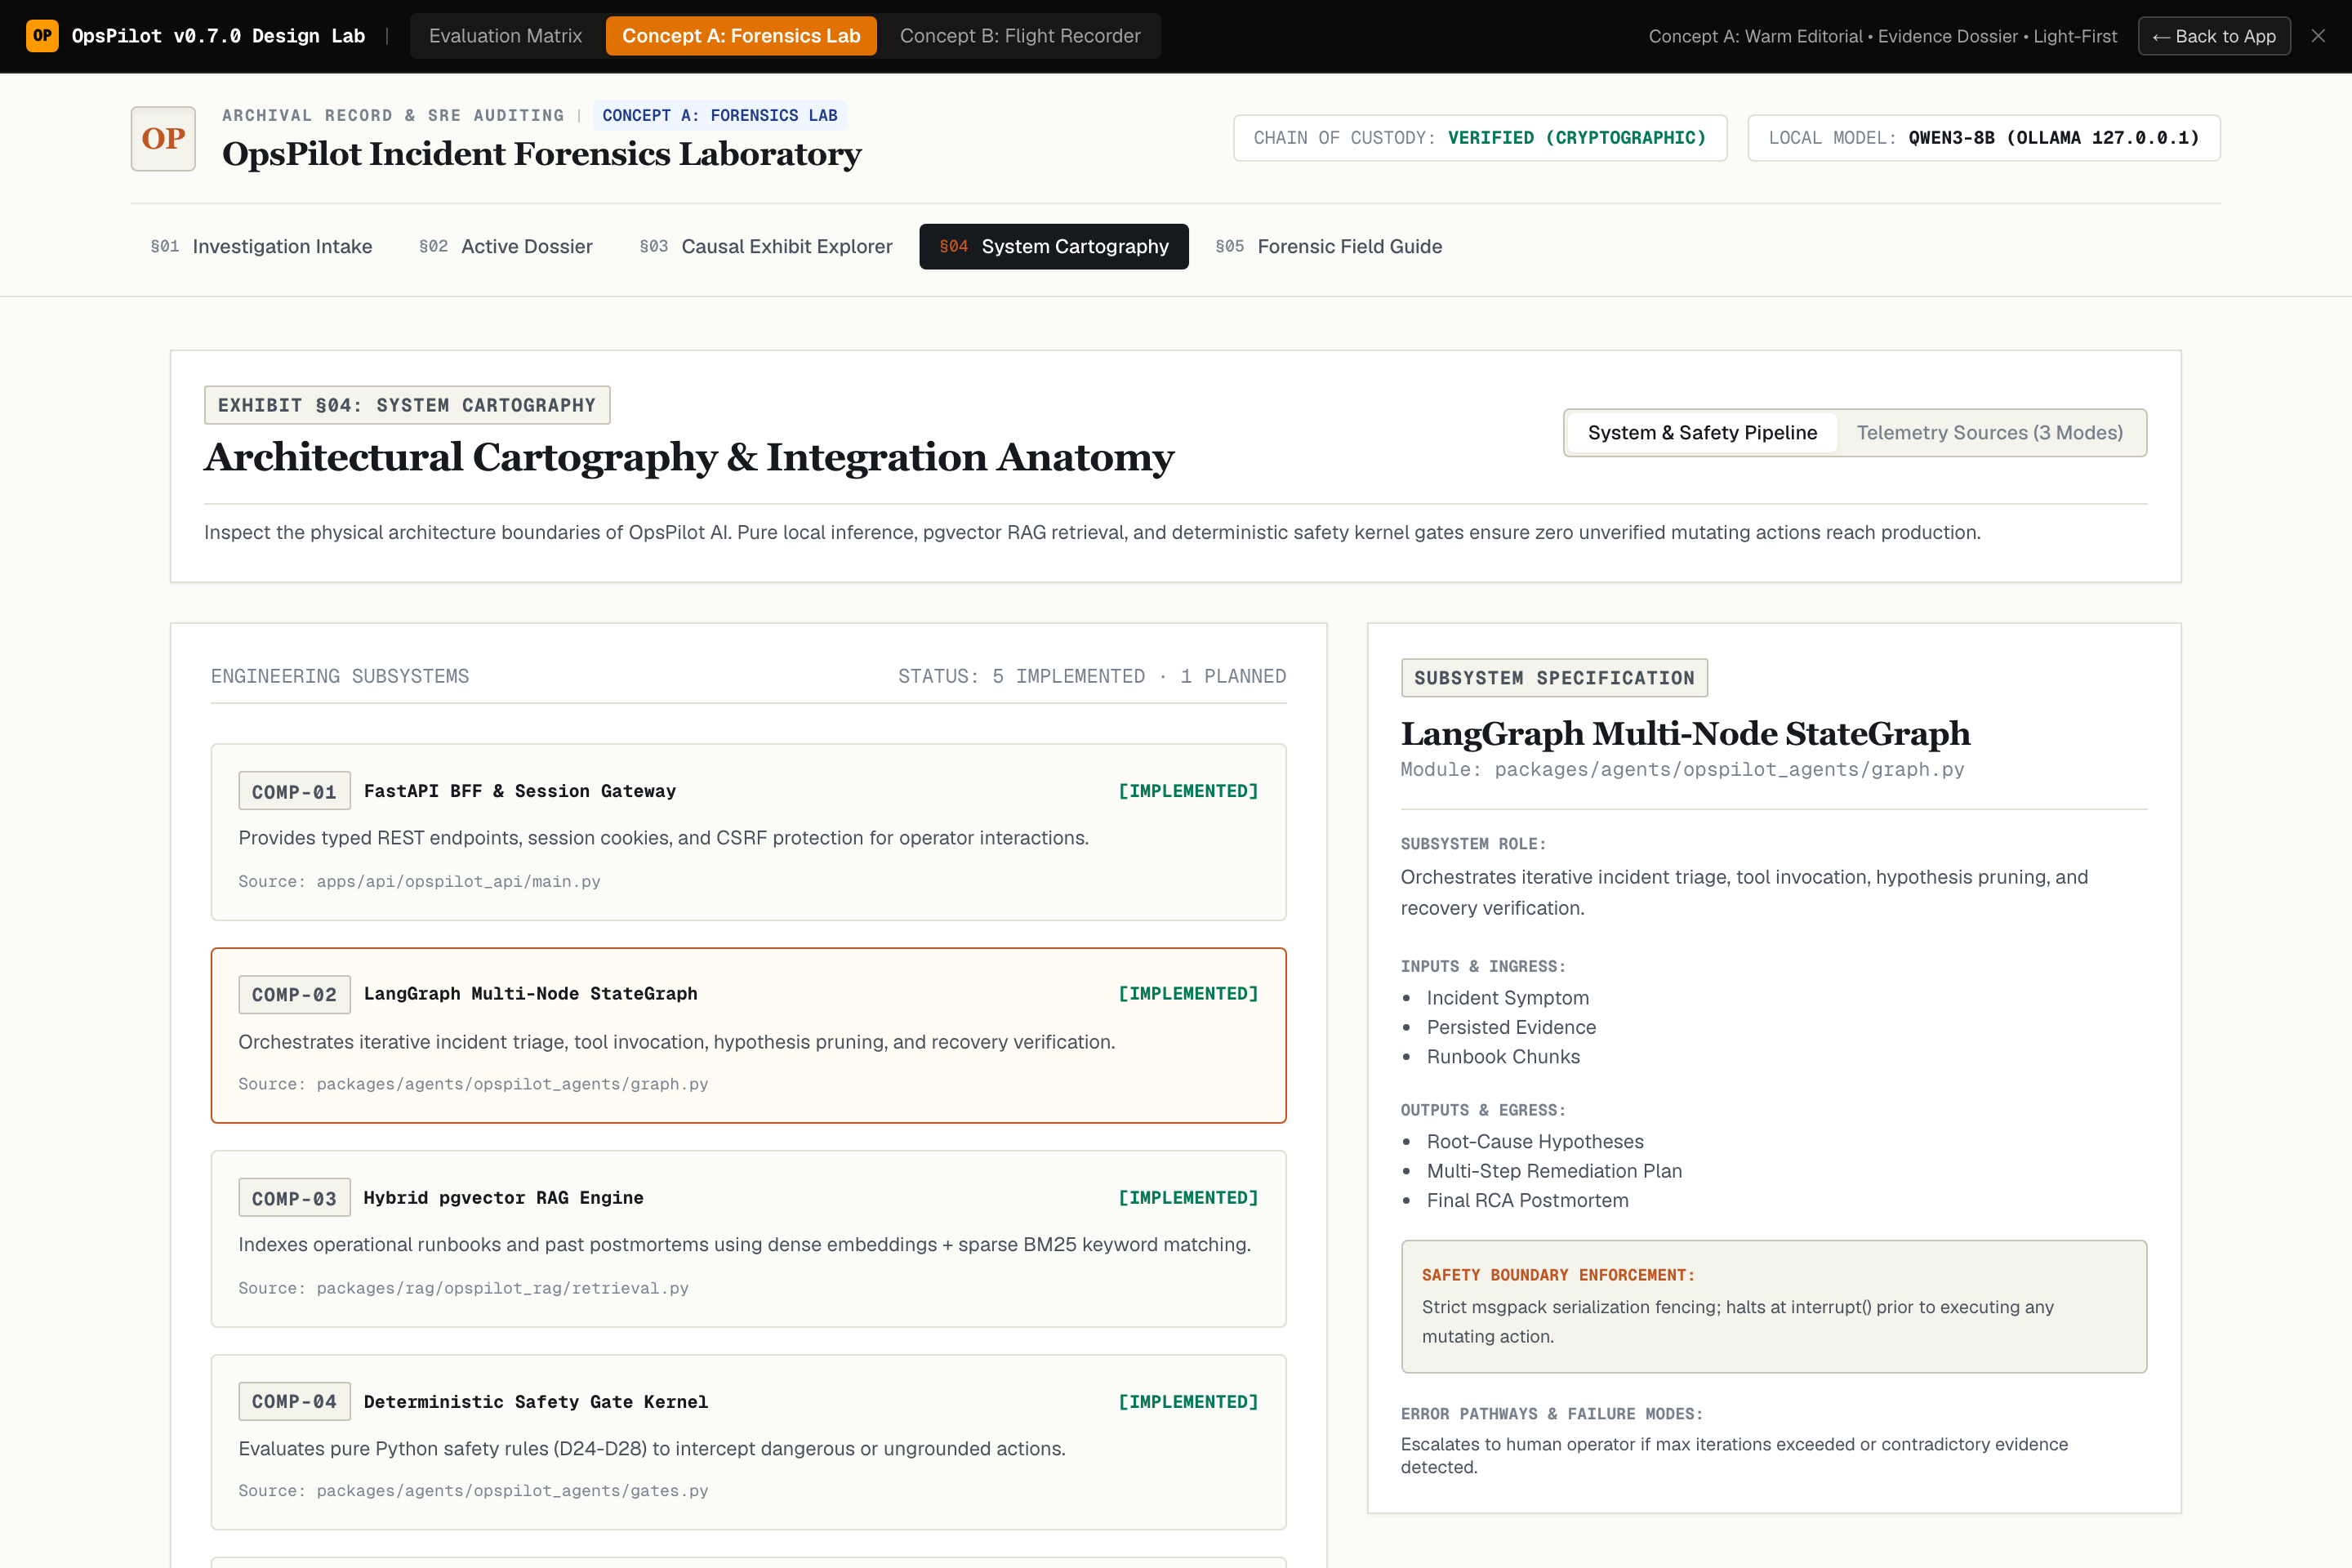 OP OpsPilot v0.7.0 Design Lab | Evaluation Matrix Concept A: Forensics Lab Concept B: Flight Recorder Concept A: Warm Editorial • Evidence Dossier • Light-First ← Back to App ×
OP
ARCHIVAL RECORD & SRE AUDITING | CONCEPT A: FORENSICS LAB
OpsPilot Incident Forensics Laboratory
CHAIN OF CUSTODY: VERIFIED (CRYPTOGRAPHIC)
LOCAL MODEL: QWEN3-8B (OLLAMA 127.0.0.1)
§01 Investigation Intake §02 Active Dossier §03 Causal Exhibit Explorer §04 System Cartography §05 Forensic Field Guide
EXHIBIT §04: SYSTEM CARTOGRAPHY
Architectural Cartography & Integration Anatomy
System & Safety Pipeline Telemetry Sources (3 Modes)
Inspect the physical architecture boundaries of OpsPilot AI. Pure local inference, pgvector RAG retrieval, and deterministic safety kernel gates ensure zero unverified mutating actions reach production.
ENGINEERING SUBSYSTEMS STATUS: 5 IMPLEMENTED · 1 PLANNED
COMP-01 FastAPI BFF & Session Gateway [IMPLEMENTED]
Provides typed REST endpoints, session cookies, and CSRF protection for operator interactions.
Source: apps/api/opspilot_api/main.py
COMP-02 LangGraph Multi-Node StateGraph [IMPLEMENTED]
Orchestrates iterative incident triage, tool invocation, hypothesis pruning, and recovery verification.
Source: packages/agents/opspilot_agents/graph.py
COMP-03 Hybrid pgvector RAG Engine [IMPLEMENTED]
Indexes operational runbooks and past postmortems using dense embeddings + sparse BM25 keyword matching.
Source: packages/rag/opspilot_rag/retrieval.py
COMP-04 Deterministic Safety Gate Kernel [IMPLEMENTED]
Evaluates pure Python safety rules (D24-D28) to intercept dangerous or ungrounded actions.
Source: packages/agents/opspilot_agents/gates.py
SUBSYSTEM SPECIFICATION
LangGraph Multi-Node StateGraph
Module: packages/agents/opspilot_agents/graph.py
SUBSYSTEM ROLE:
Orchestrates iterative incident triage, tool invocation, hypothesis pruning, and
recovery verification.
INPUTS & INGRESS:
• Incident Symptom
• Persisted Evidence
• Runbook Chunks
OUTPUTS & EGRESS:
• Root-Cause Hypotheses
• Multi-Step Remediation Plan
• Final RCA Postmortem
SAFETY BOUNDARY ENFORCEMENT:
Strict msgpack serialization fencing; halts at interrupt() prior to executing any
mutating action.
ERROR PATHWAYS & FAILURE MODES:
Escalates to human operator if max iterations exceeded or contradictory evidence
detected.